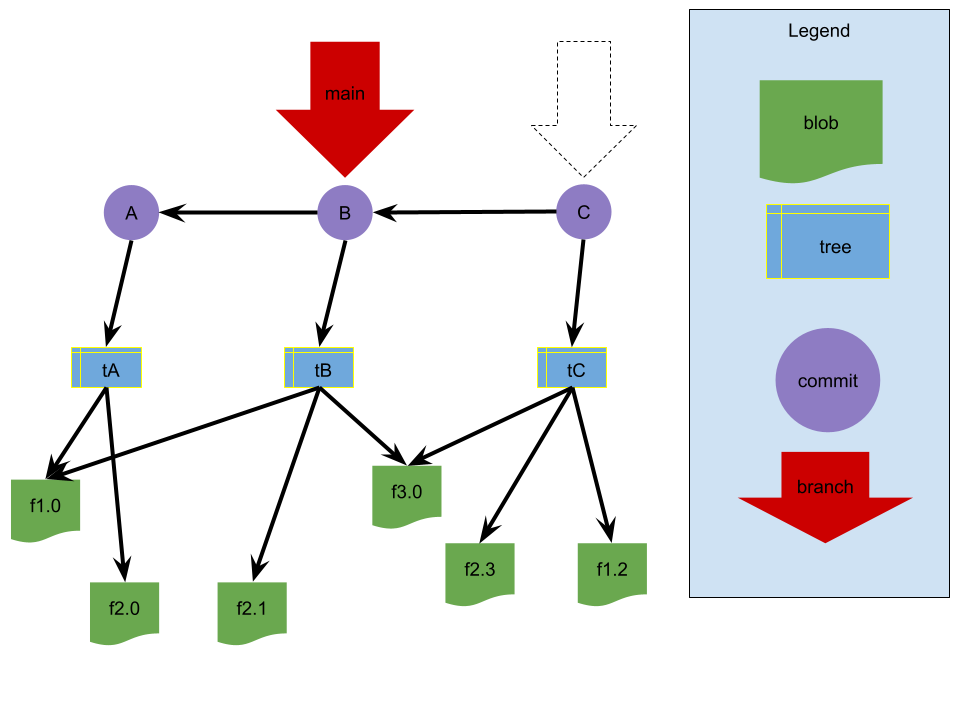 Legend
main
blob
A
B
C
tree
tA
tB
tC
commit
f1.0
f3.0
branch
f2.0
f2.1
f2.3
f1.2